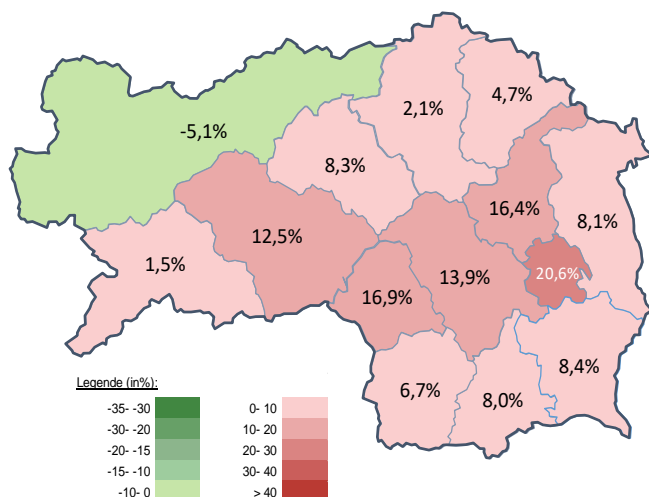 4,7%
2,1%
-5,1%
8,3%
16,4%
8,1%
12,5%
1,5%
13,9%
20,6%
16,9%
8,4%
6,7%
8,0%
Legende (in%):
-35- -30 0- 10
-30- -20 10- 20
-20- -15 20- 30
-15- -10 30- 40
-10- 0 > 40